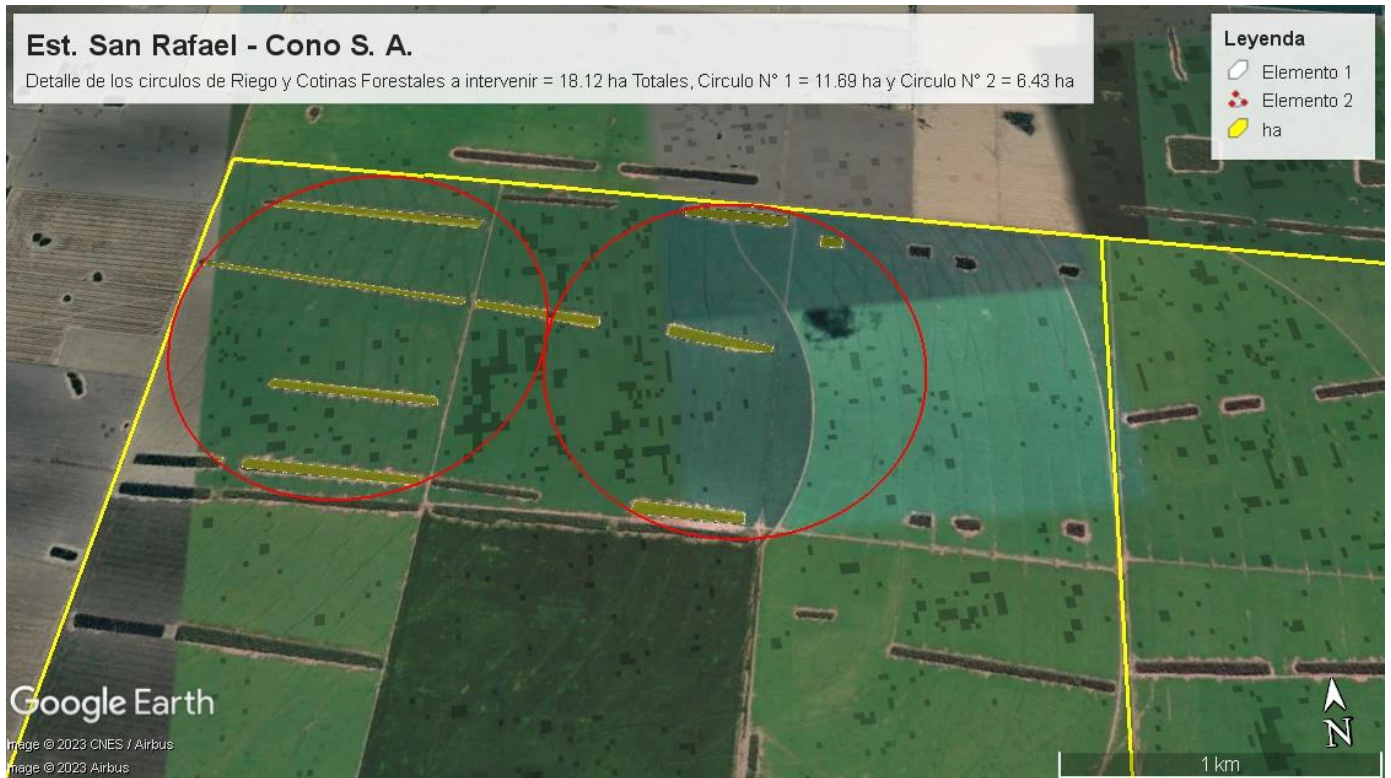 Est. San Rafael - Cono S. A.
Detalle de los circulos de Riego y Cotinas Forestales a intervenir = 18.12 ha Totales, Circulo N° 1 = 11.69 ha y Circulo N° 2 = 6.43 ha
Leyenda
Elemento 1
Elemento 2
ha
Google Earth
Image © 2023 CNES / Airbus
Image © 2023 Airbus
N
1 km